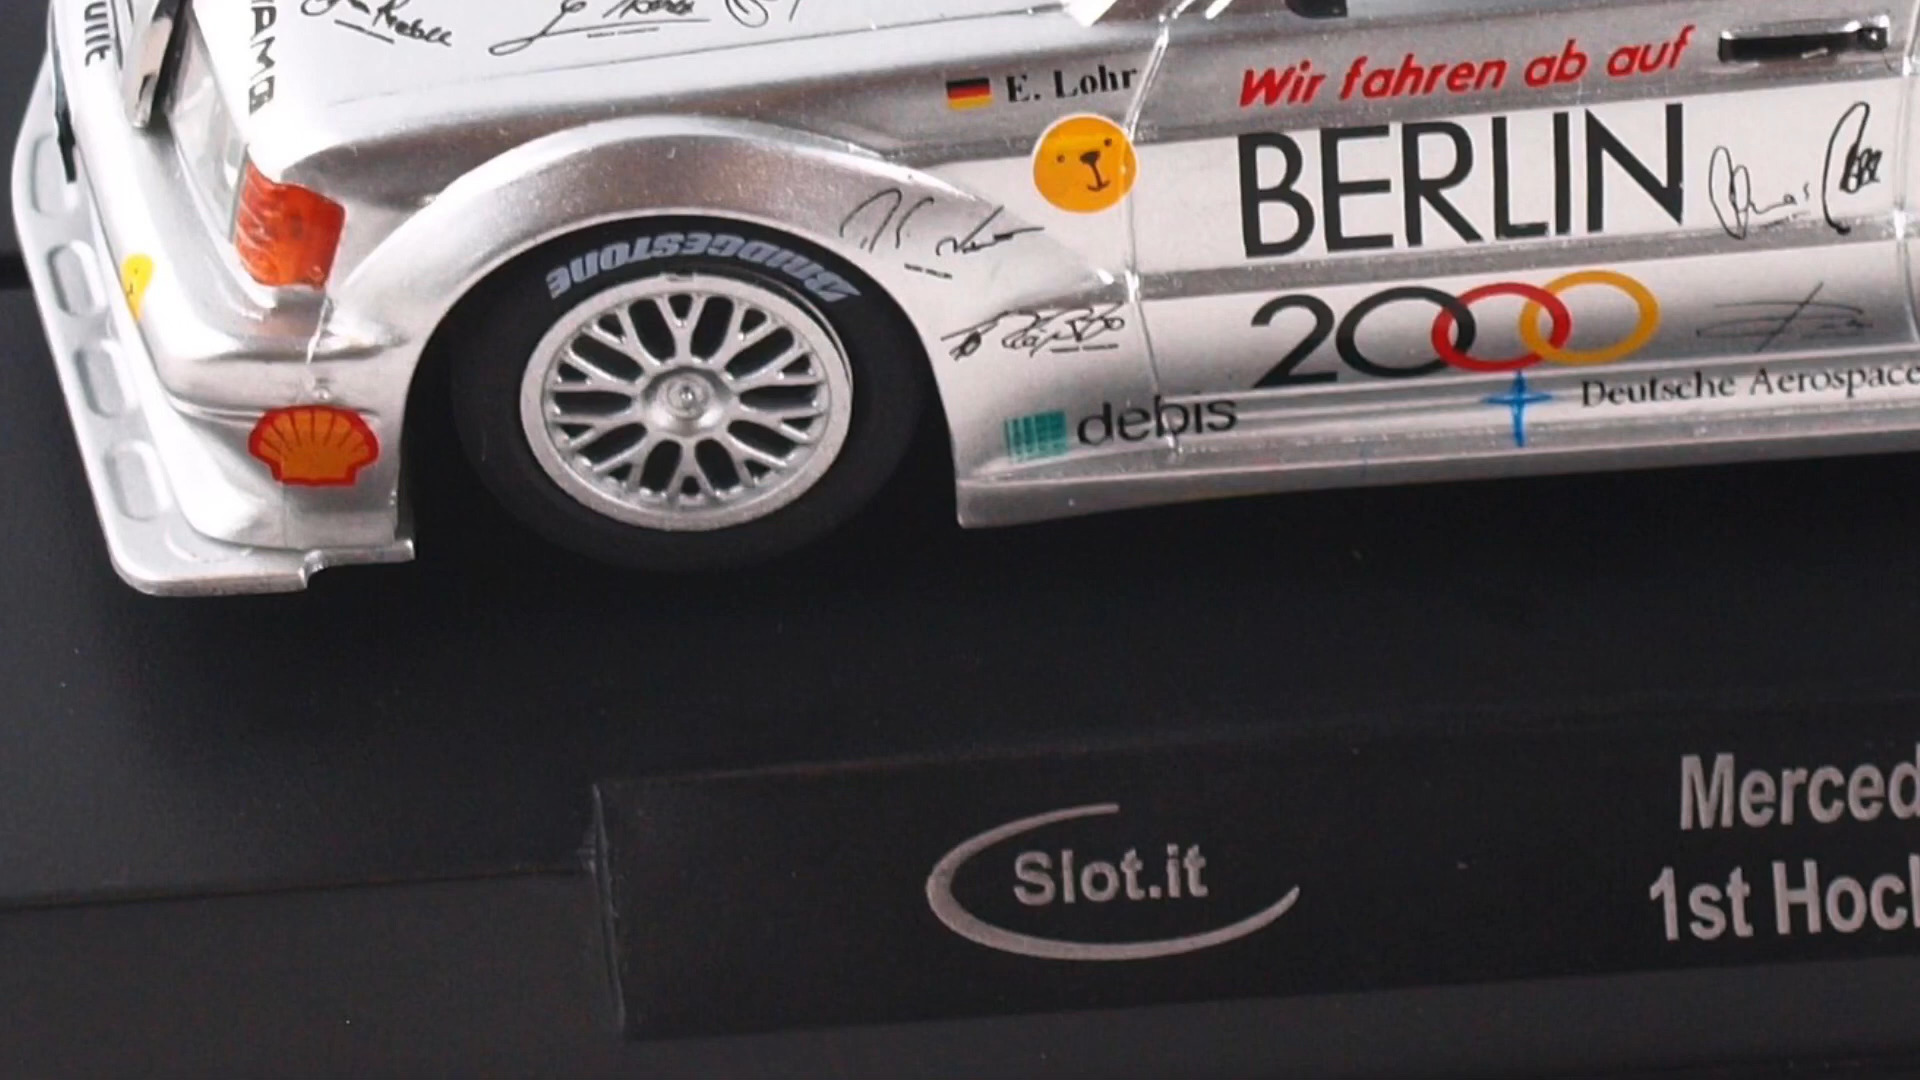 E. Lohr
Wir fahren ab auf
BERLIN
2000
BRIDGESTONE
debis
Deutsche Aerospace
Slot.it
Merced
1st Hoc